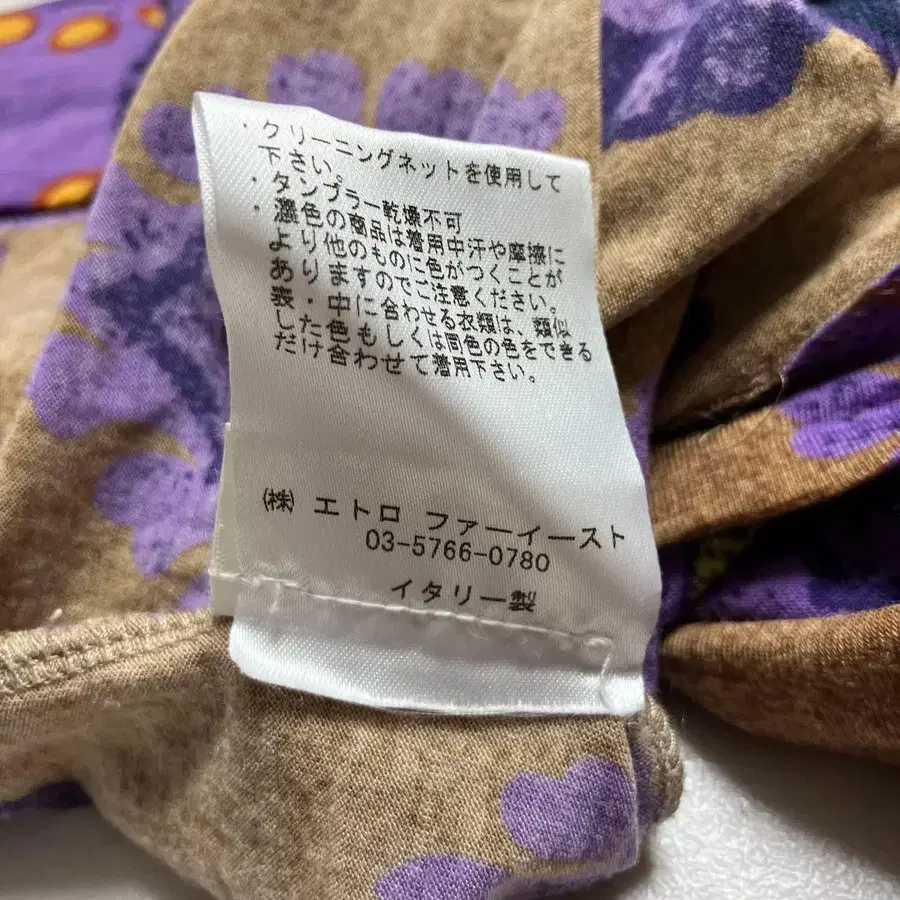 ・クリーニングネットを使用して
下さい。
・タンブラー乾燥不可
・濃色の商品は着用中汗や摩擦に
より他のものに色がつくことが
ありますのでご注意ください。
表・中に合わせる衣類は、類似
した色もしくは同色の色をできる
だけ合わせて着用下さい。
(株) エトロ ファーイースト
03-5766-0780
イタリー製